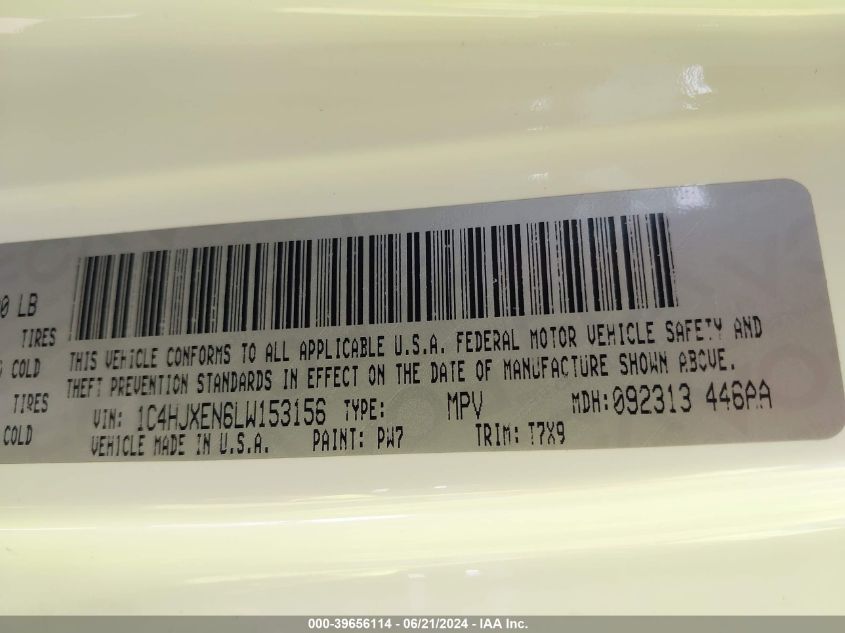 0 LB
TIRES
COLD
TIRES
COLD
THIS VEHICLE CONFORMS TO ALL APPLICABLE U.S.A. FEDERAL MOTOR VEHICLE SAFETY AND
THEFT PREVENTION STANDARDS IN EFFECT ON THE DATE OF MANUFACTURE SHOWN ABOVE.
VIN: 1C4HJXEN6LW153156 TYPE: MPV MDH: 092313 446AA
VEHICLE MADE IN U.S.A. PAINT: PW7 TRIM: T7X9
000-39656114 - 06/21/2024 - IAA Inc.